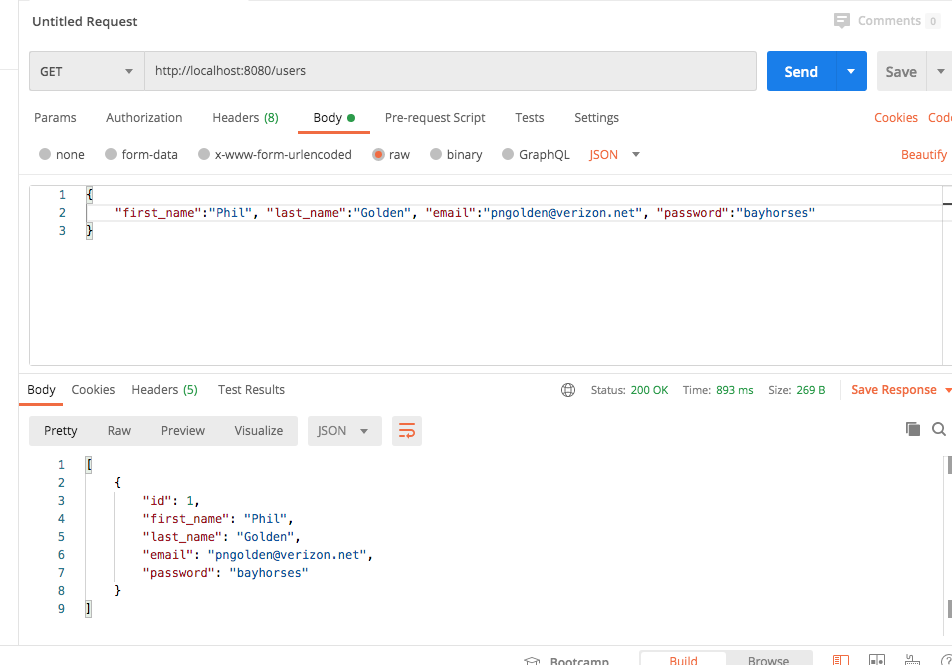 Untitled Request
Comments 0
GET http://localhost:8080/users Send Save
Params Authorization Headers (8) Body Pre-request Script Tests Settings Cookies Code
none form-data x-www-form-urlencoded raw binary GraphQL JSON Beautify
1 {
2 "first_name":"Phil", "last_name":"Golden", "email":"pngolden@verizon.net", "password":"bayhorses"
3 }
Body Cookies Headers (5) Test Results Status: 200 OK Time: 893 ms Size: 269 B Save Response
Pretty Raw Preview Visualize JSON
1 [
2 {
3 "id": 1,
4 "first_name": "Phil",
5 "last_name": "Golden",
6 "email": "pngolden@verizon.net",
7 "password": "bayhorses"
8 }
9 ]
Bootcamp Build Browse